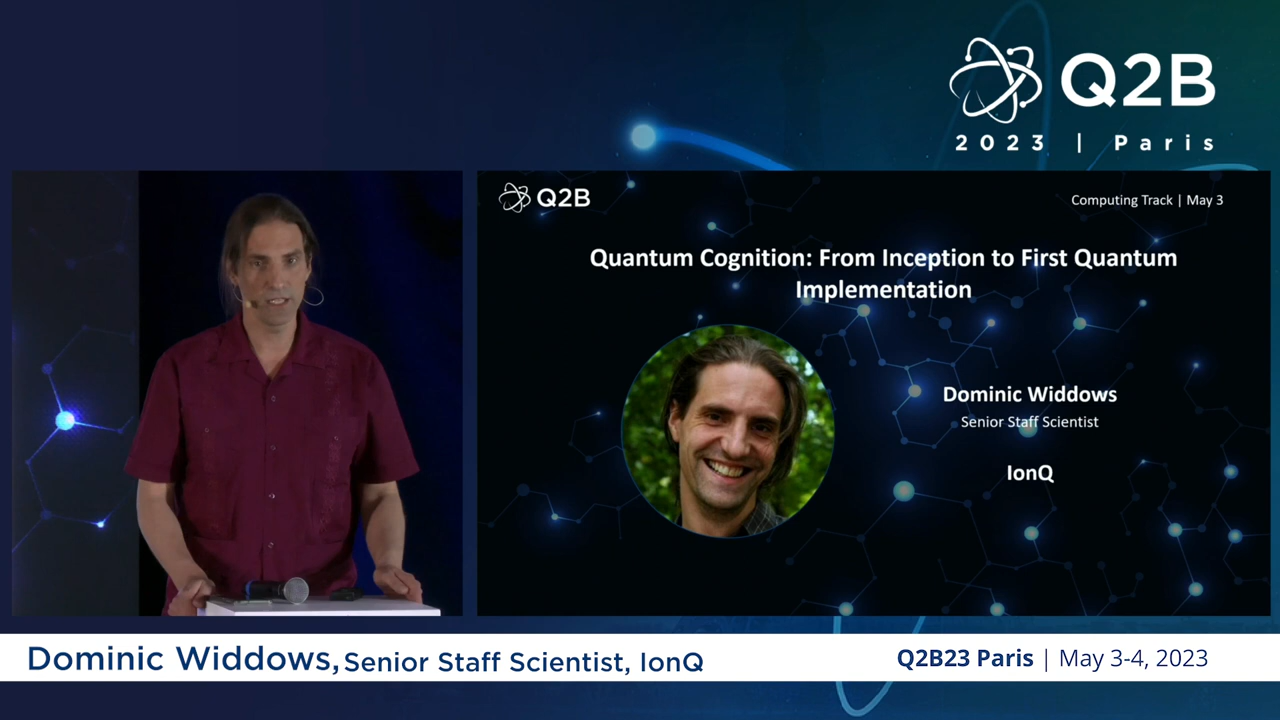 Q2B
2023 | Paris
Q2B
Computing Track | May 3
Quantum Cognition: From Inception to First Quantum
Implementation
Dominic Widdows
Senior Staff Scientist
IonQ
Dominic Widdows, Senior Staff Scientist, IonQ
Q2B23 Paris | May 3-4, 2023